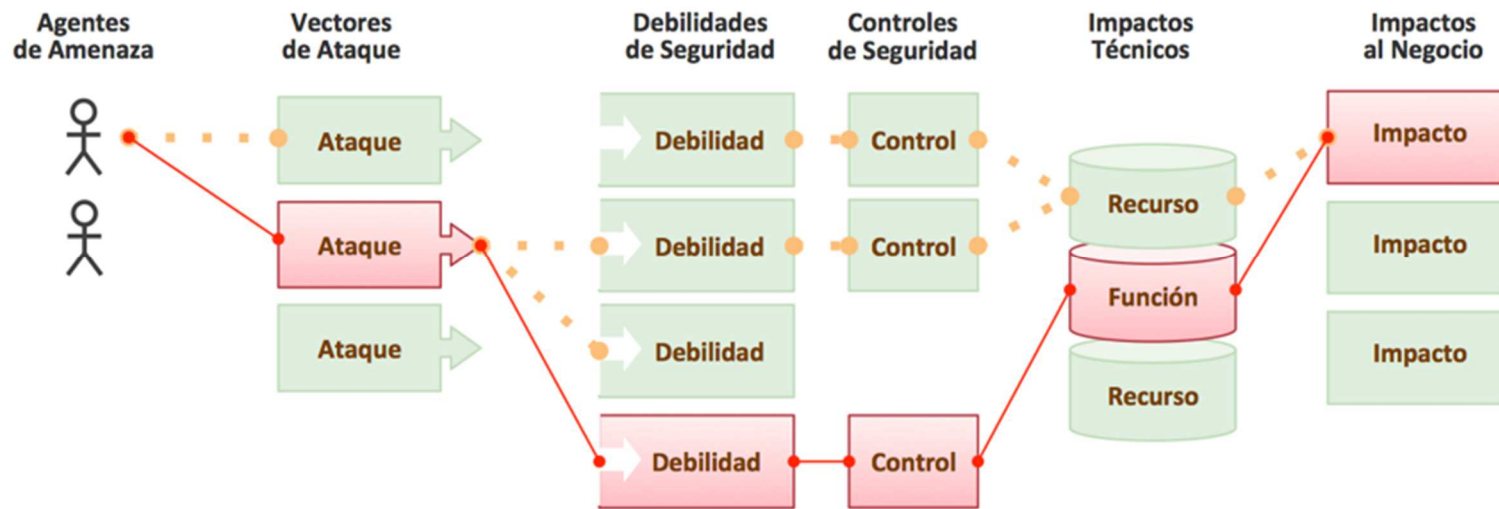 Agentes
de Amenaza
Vectores
de Ataque
Debilidades
de Seguridad
Controles
de Seguridad
Impactos
Técnicos
Impactos
al Negocio
Ataque
Debilidad
Control
Impacto
Recurso
Ataque
Debilidad
Control
Impacto
Función
Ataque
Debilidad
Impacto
Recurso
Debilidad
Control